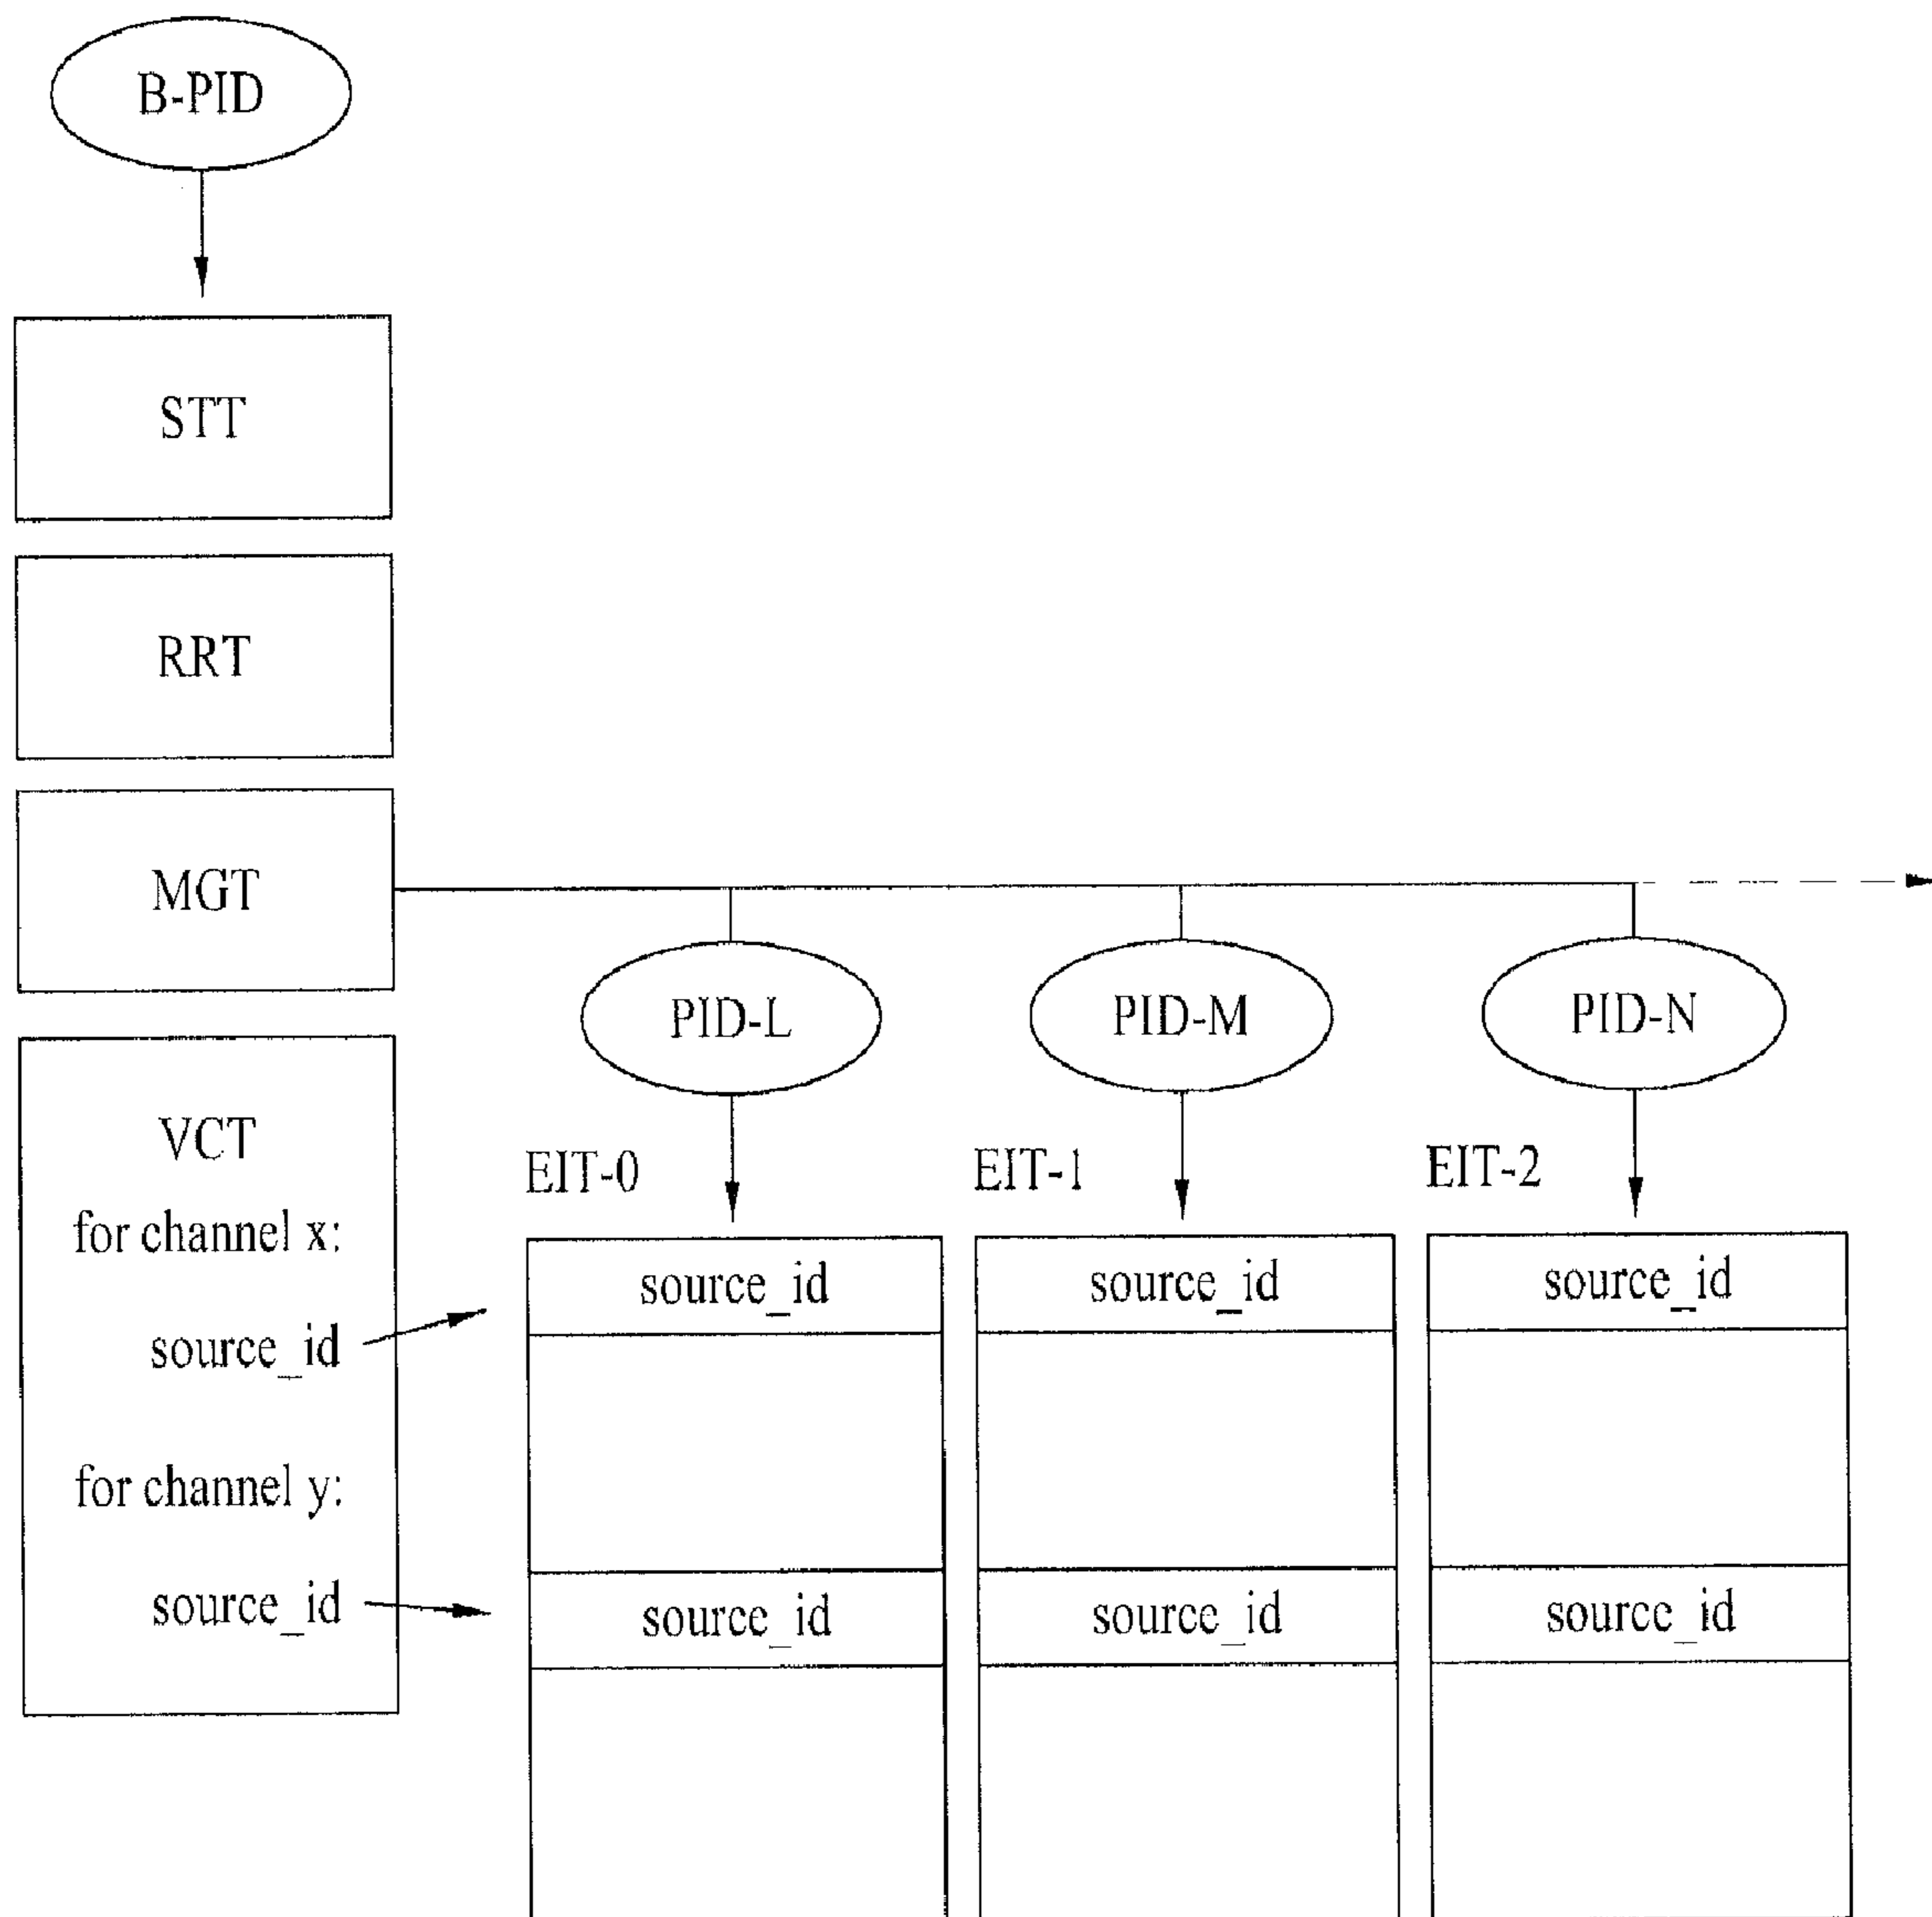 B-PID
STT
RRT
MGT
PID-L
PID-M
PID-N
VCT
for channel x:
source_id
for channel y:
source_id
EIT-0
EIT-1
EIT-2
source_id
source_id
source_id
source_id
source_id
source_id